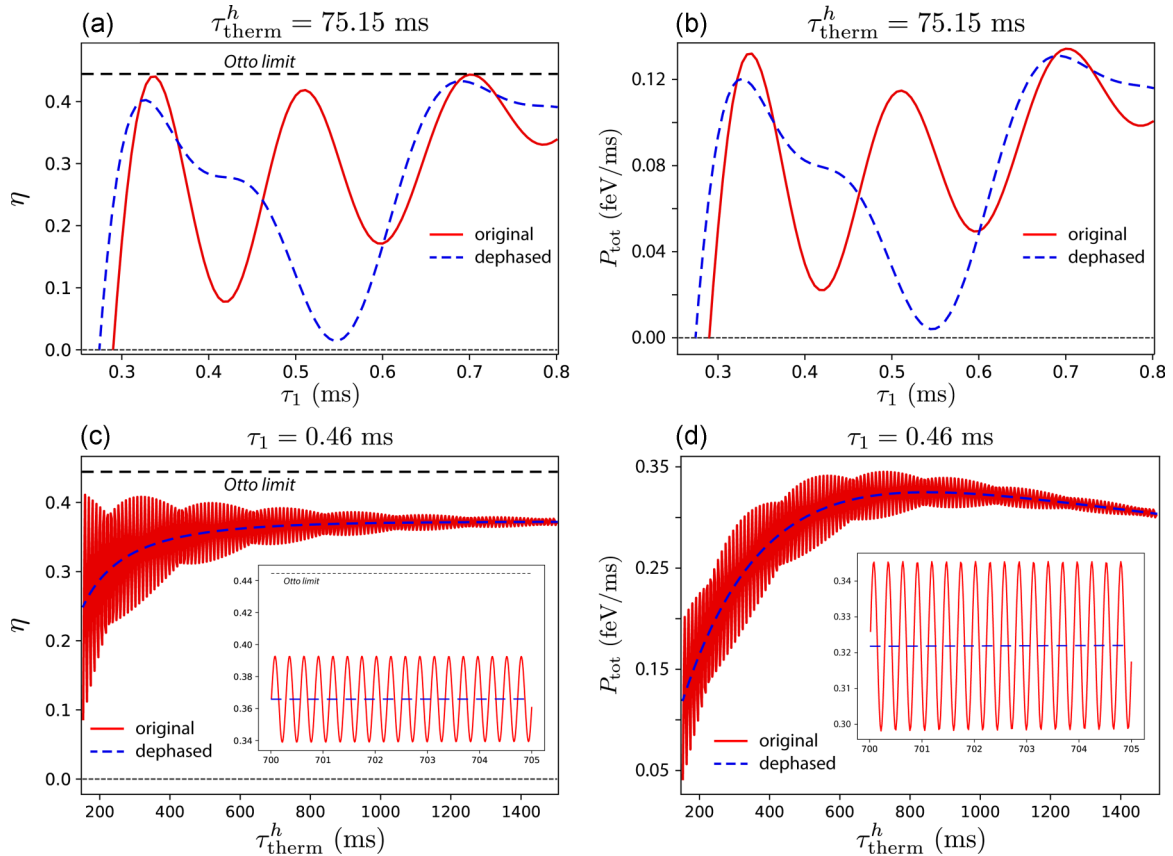 (a) τ^h_therm = 75.15 ms
Otto limit
0.4
0.3
0.2
0.1
0.0
η
original
dephased
0.3 0.4 0.5 0.6 0.7 0.8
τ₁ (ms)
(b) τ^h_therm = 75.15 ms
0.12
0.08
0.04
0.00
P_tot (feV/ms)
original
dephased
0.3 0.4 0.5 0.6 0.7 0.8
τ₁ (ms)
(c) τ₁ = 0.46 ms
Otto limit
0.4
0.3
0.2
0.1
0.0
η
0.44
0.42
0.40
0.38
0.36
0.34
Otto limit
700 701 702 703 704 705
original
dephased
200 400 600 800 1000 1200 1400
τ^h_therm (ms)
(d) τ₁ = 0.46 ms
0.35
0.25
0.15
0.05
P_tot (feV/ms)
0.34
0.33
0.32
0.31
0.30
700 701 702 703 704 705
original
dephased
200 400 600 800 1000 1200 1400
τ^h_therm (ms)